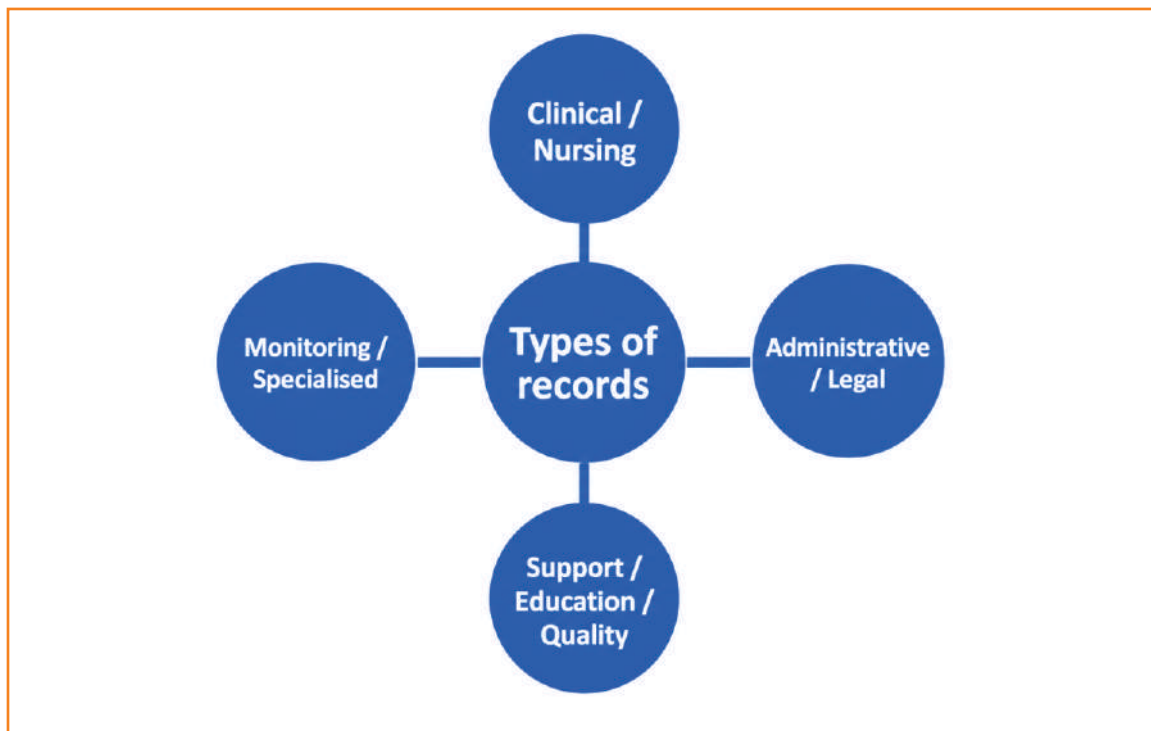 Clinical /
Nursing
Monitoring /
Specialised
Types of
records
Administrative
/ Legal
Support /
Education /
Quality